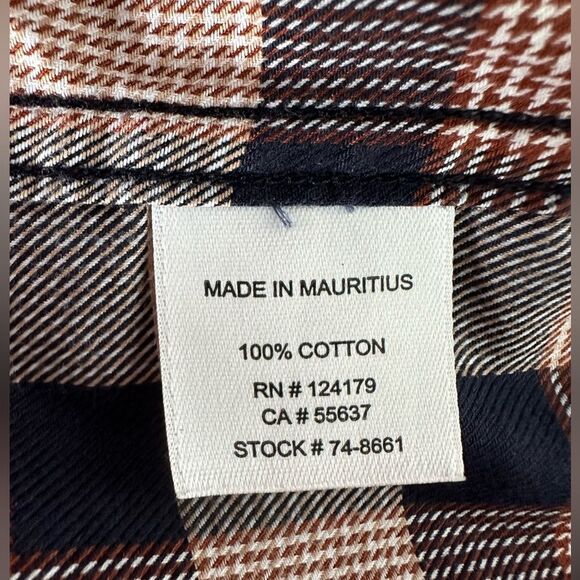 MADE IN MAURITIUS
100% COTTON
RN # 124179
CA # 55637
STOCK # 74-8661